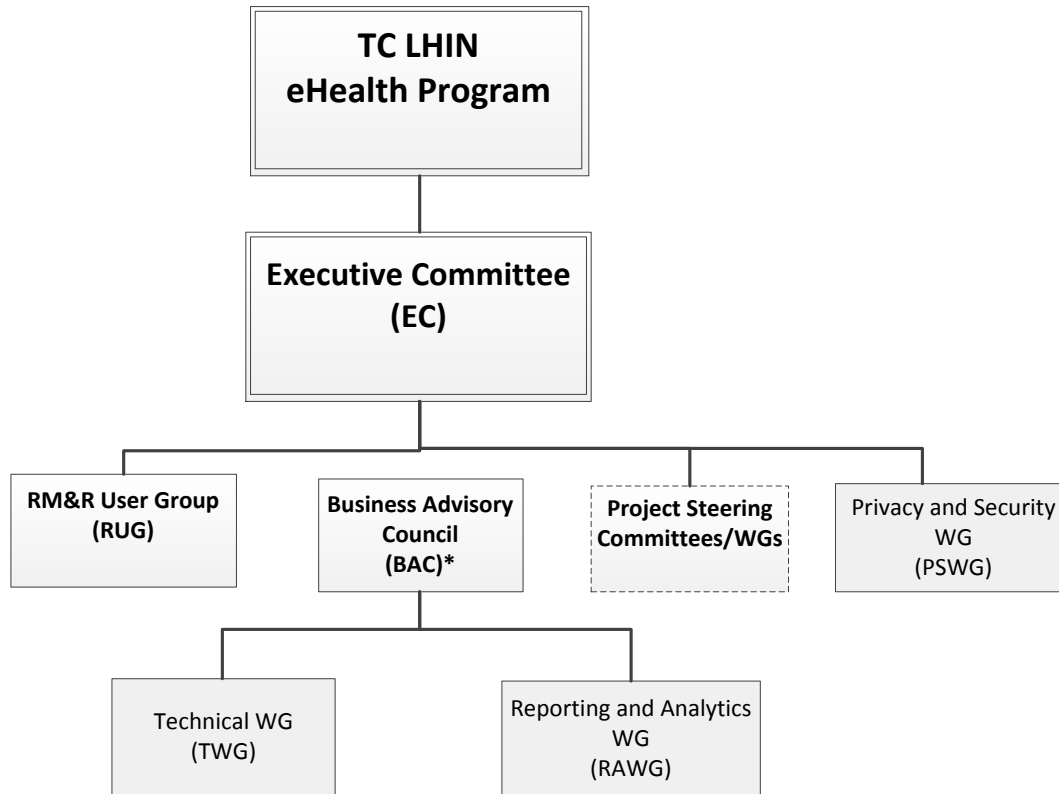 TC LHIN
eHealth Program
Executive Committee
(EC)
RM&R User Group
(RUG)
Business Advisory
Council
(BAC)*
Project Steering
Committees/WGs
Privacy and Security
WG
(PSWG)
Technical WG
(TWG)
Reporting and Analytics
WG
(RAWG)